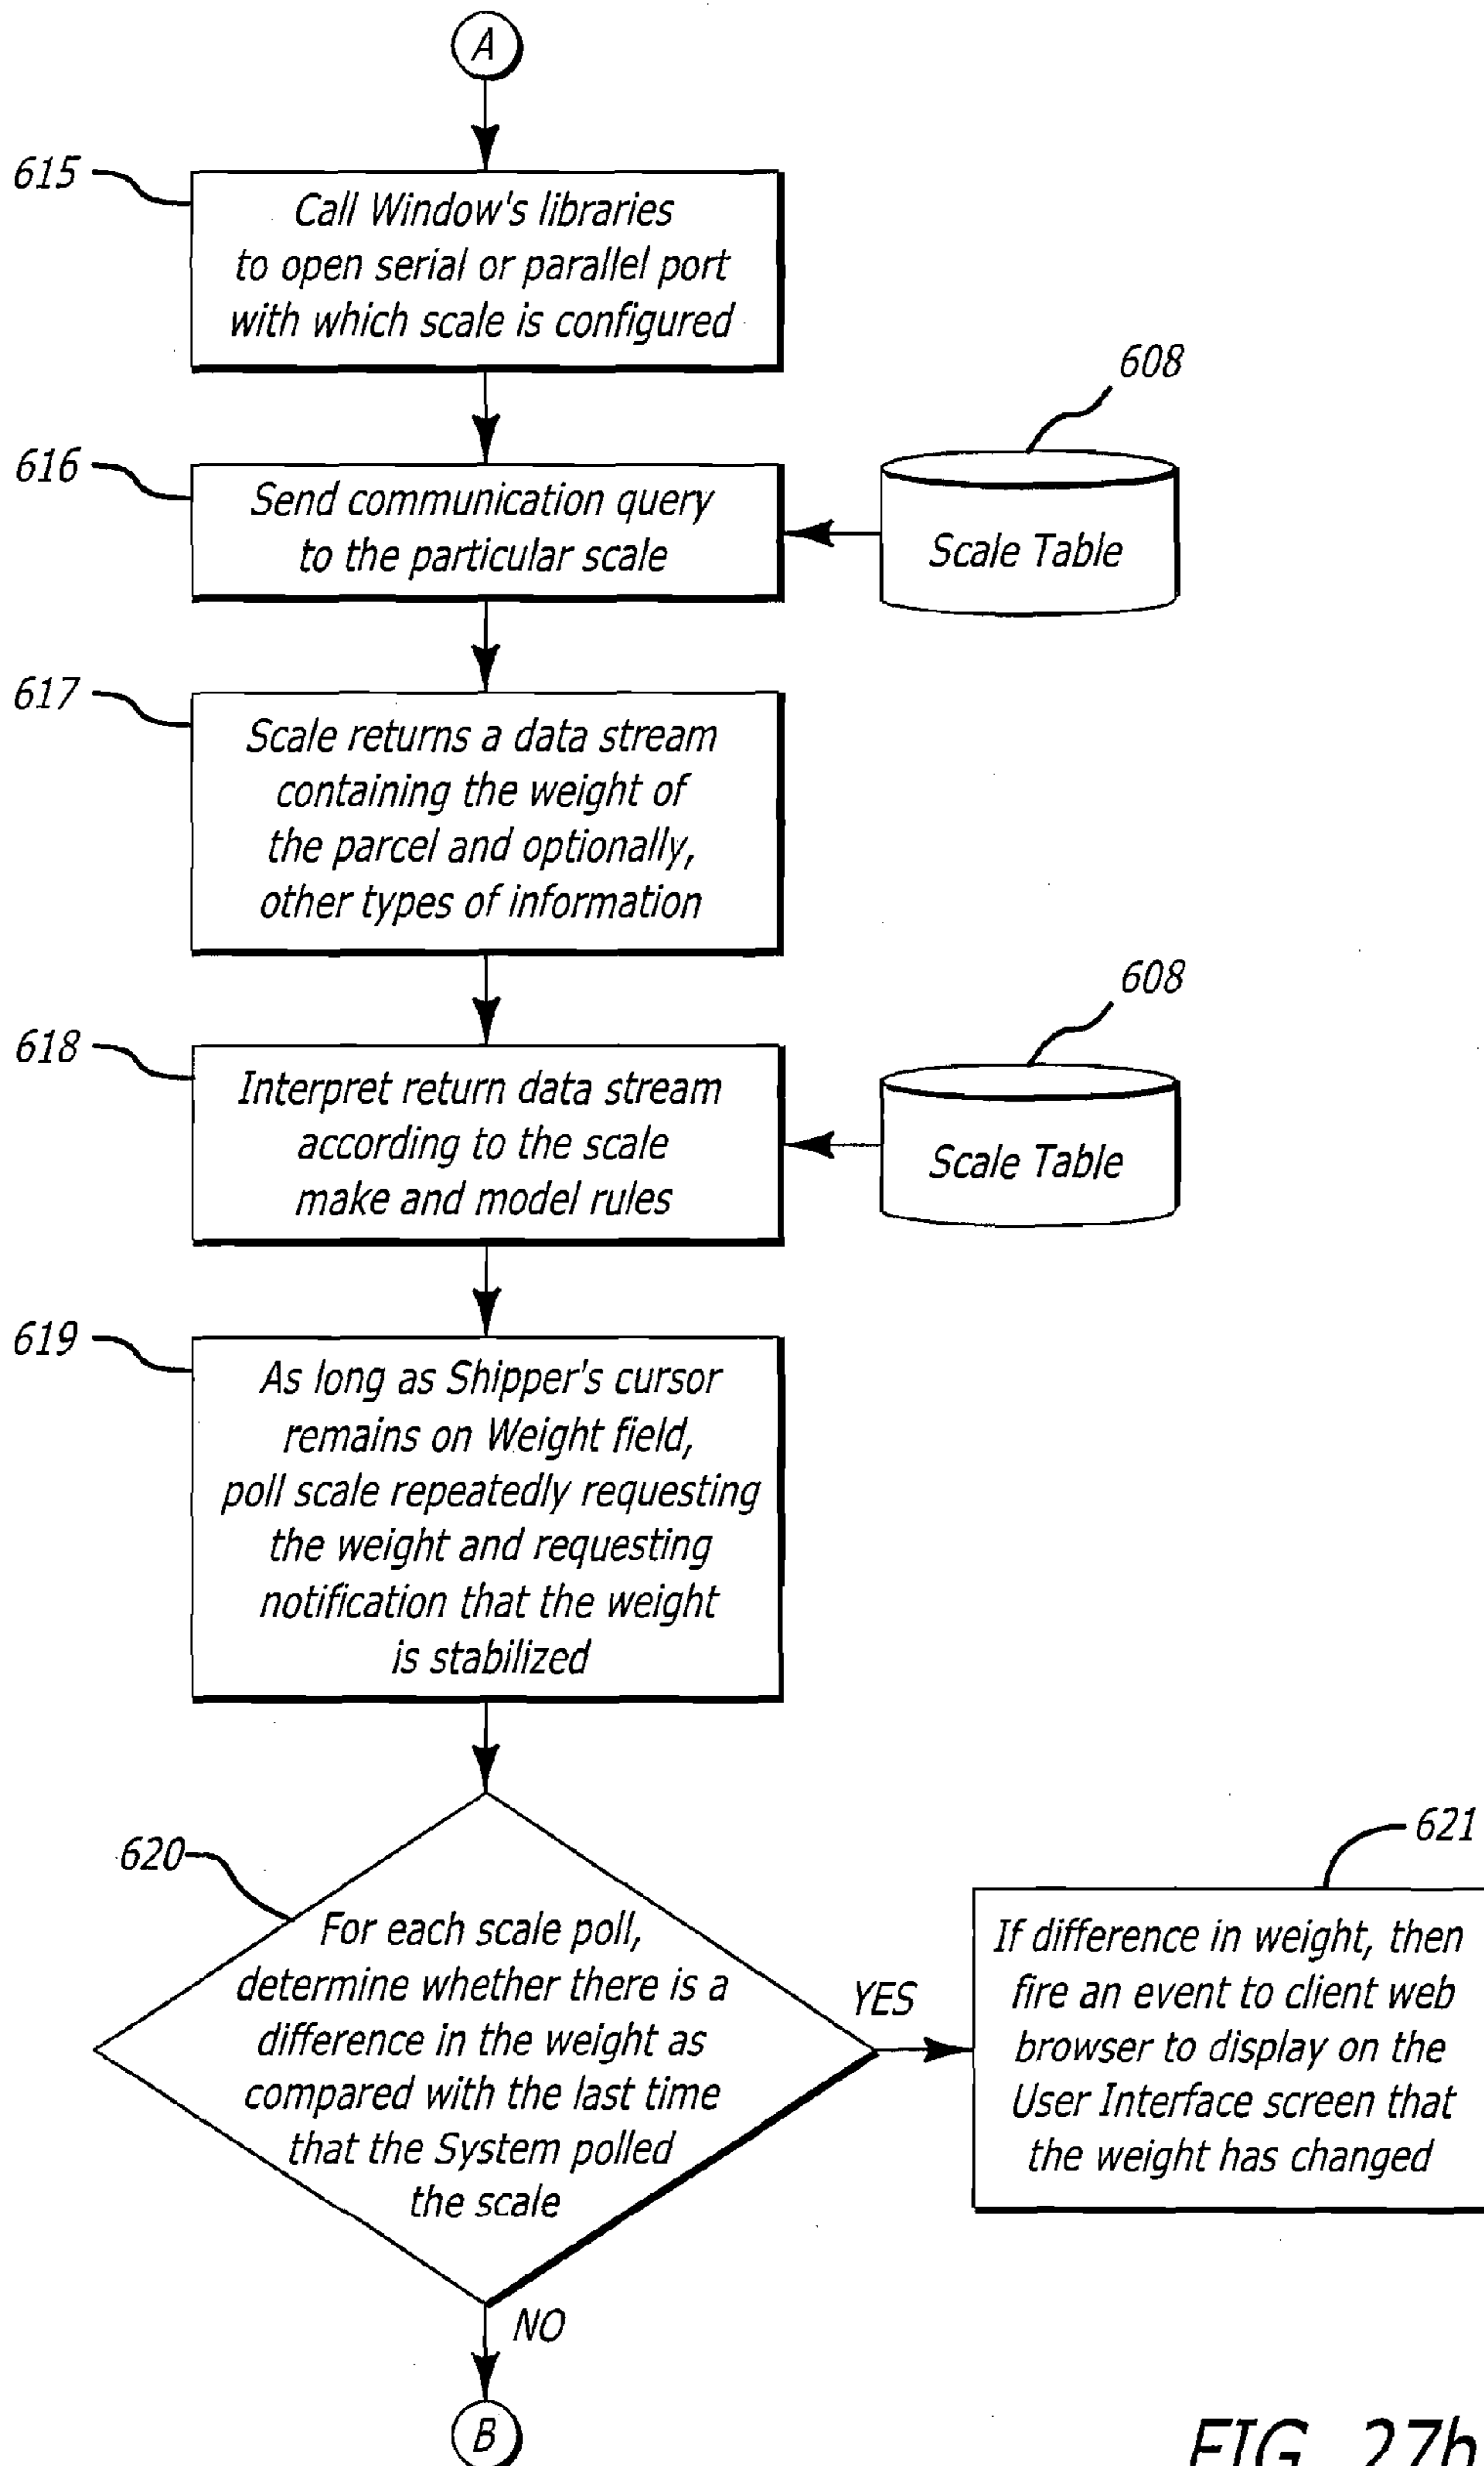 A
615
Call Window's libraries
to open serial or parallel port
with which scale is configured
608
616
Send communication query
to the particular scale
Scale Table
617
Scale returns a data stream
containing the weight of
the parcel and optionally,
other types of information
608
618
Interpret return data stream
according to the scale
make and model rules
Scale Table
619
As long as Shipper's cursor
remains on Weight field,
poll scale repeatedly requesting
the weight and requesting
notification that the weight
is stabilized
620
For each scale poll,
determine whether there is a
difference in the weight as
compared with the last time
that the System polled
the scale
YES
621
If difference in weight, then
fire an event to client web
browser to display on the
User Interface screen that
the weight has changed
NO
B
FIG. 27b